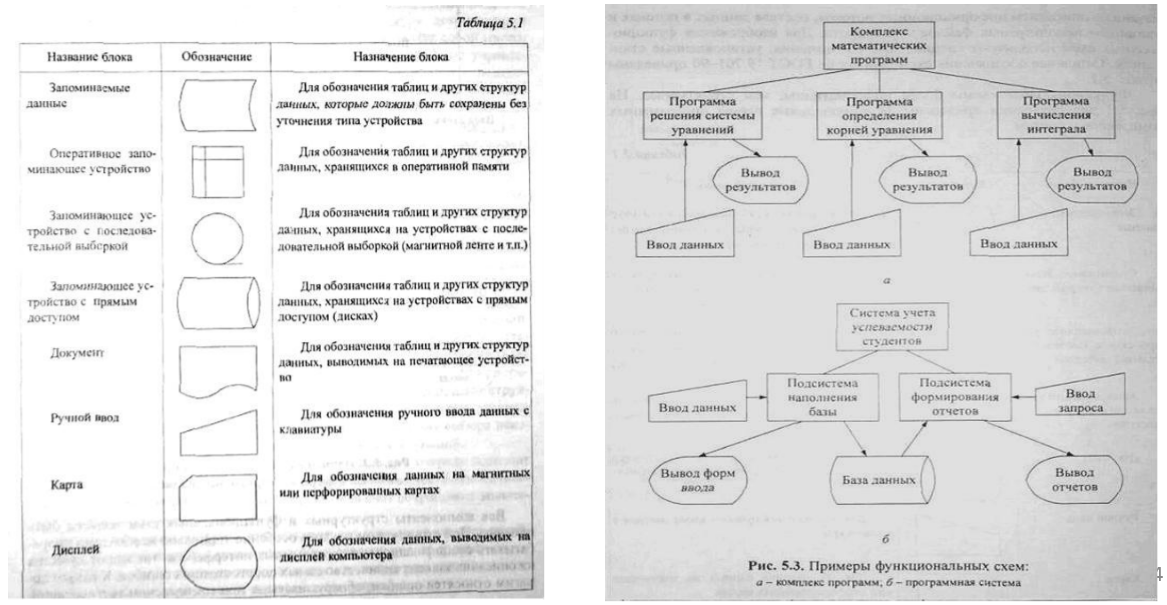 Таблица 5.1
Название блока
Обозначение
Назначение блока
Запоминаемые
данные
Для обозначения таблиц и других структур
данных, которые должны быть сохранены без
уточнения типа устройства
Оперативное запо-
минающее устройство
Для обозначения таблиц и других структур
данных, хранящихся в оперативной памяти
Запоминающее ус-
тройство с последова-
тельной выборкой
Для обозначения таблиц и других структур
данных, хранящихся на устройствах с после-
довательной выборкой (магнитной ленте и т.п.)
Запоминающее ус-
тройство с прямым
доступом
Для обозначения таблиц и других структур
данных, хранящихся на устройствах с прямым
доступом (дисках)
Документ
Для обозначения таблиц и других структур
данных, выводимых на печатающее устройст-
во
Ручной ввод
Для обозначения ручного ввода данных с
клавиатуры
Карта
Для обозначения данных на магнитных
или перфорированных картах
Дисплей
Для обозначения данных, выводимых на
дисплей компьютера
Комплекс
математических
программ
Программа
решения системы
уравнений
Программа
определения
корней уравнения
Программа
вычисления
интеграла
Вывод
результатов
Вывод
результатов
Вывод
результатов
Ввод данных
Ввод данных
Ввод данных
а
Система учета
успеваемости
студентов
Ввод данных
Подсистема
наполнения
базы
Подсистема
формирования
отчетов
Ввод
запроса
Вывод форм
ввода
База данных
Вывод
отчетов
б
Рис. 5.3. Примеры функциональных схем:
а – комплекс программ; б – программная система
4